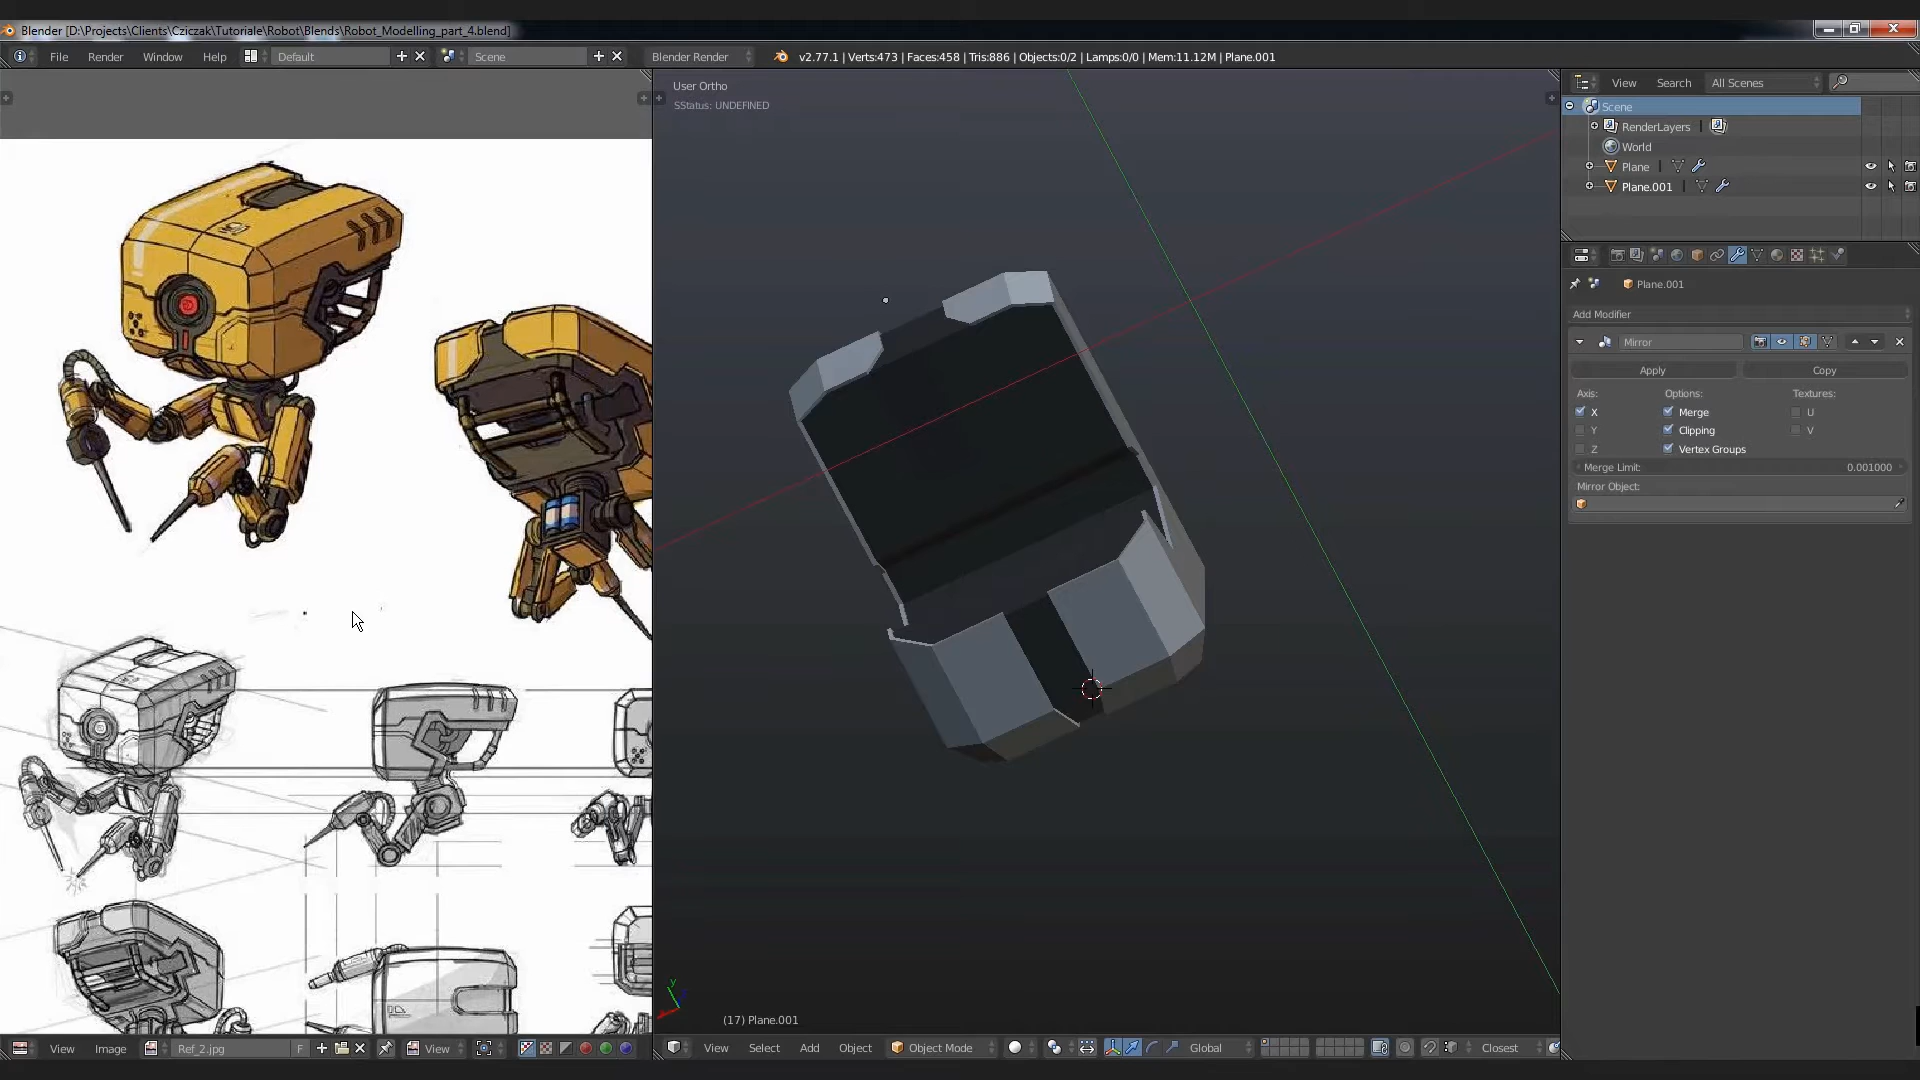 Blender [D:\Projects\Clients\Cziczak\Tutoriale\Robot\Blends\Robot_Modelling_part_4.blend]
File Render Window Help Default Scene Blender Render v2.77.1 | Verts:473 | Faces:458 | Tris:886 | Objects:0/2 | Lamps:0/0 | Mem:11.12M | Plane.001
User Ortho
SStatus: UNDEFINED
View Search All Scenes
Scene
RenderLayers
World
Plane
Plane.001
Plane.001
Add Modifier
Mirror
Apply Copy
Axis: Options: Textures:
X Merge U
Y Clipping V
Z Vertex Groups
Merge Limit: 0.001000
Mirror Object:
y
(17) Plane.001
View Image Ref_2.jpg F View
View Select Add Object Object Mode Global Closest